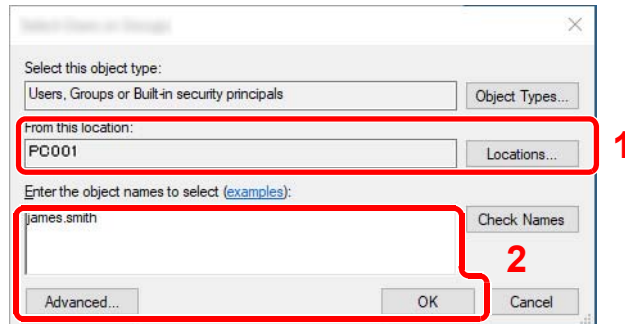 Select this object type:
Users, Groups or Built-in security principals
Object Types...
From this location:
PC001
Locations...
1
Enter the object names to select (examples):
james.smith
Check Names
2
Advanced...
OK
Cancel